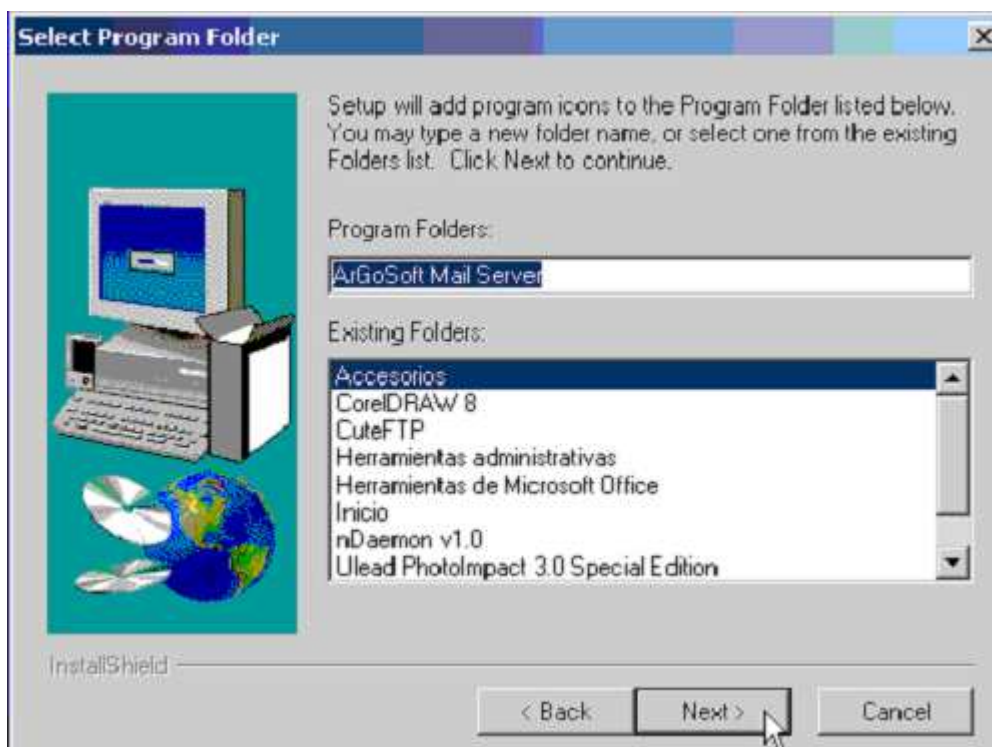 Select Program Folder
Setup will add program icons to the Program Folder listed below.
You may type a new folder name, or select one from the existing
Folders list. Click Next to continue.
Program Folders:
ArGoSoft Mail Server
Existing Folders:
Accesorios
CorelDRAW 8
CuteFTP
Herramientas administrativas
Herramientas de Microsoft Office
Inicio
nDaemon v1.0
Ulead PhotoImpact 3.0 Special Edition
InstallShield
< Back
Next >
Cancel